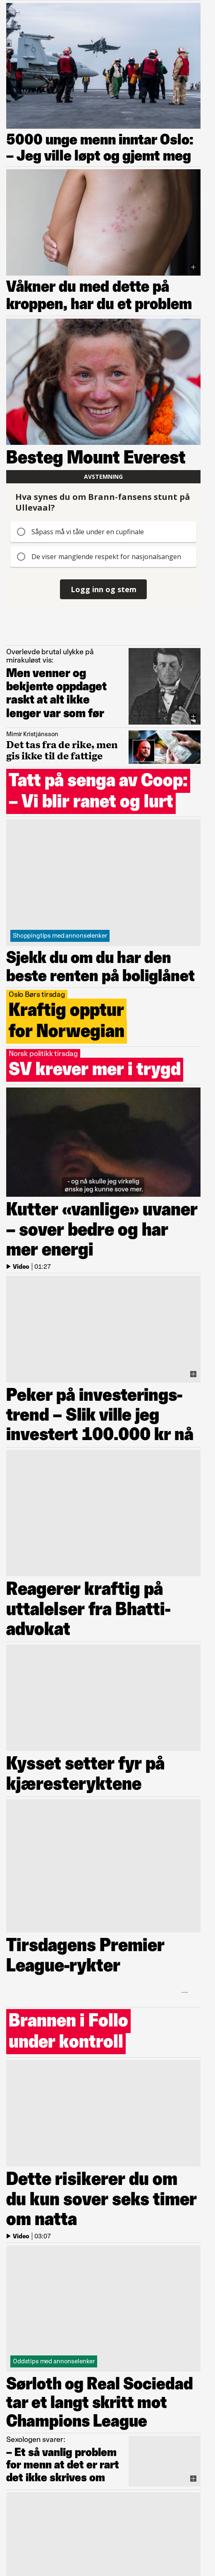 5000 unge menn inntar Oslo:
– Jeg ville løpt og gjemt meg
Våkner du med dette på
kroppen, har du et problem
Besteg Mount Everest
AVSTEMNING
Hva synes du om Brann-fansens stunt på
Ullevaal?
Såpass må vi tåle under en cupfinale
De viser manglende respekt for nasjonalsangen
Logg inn og stem
Overlevde brutal ulykke på
mirakuløst vis:
Men venner og
bekjente oppdaget
raskt at alt ikke
lenger var som før
Mímir Kristjánsson
Det tas fra de rike, men
gis ikke til de fattige
Tatt på senga av Coop:
– Vi blir ranet og lurt
Shoppingtips med annonselenker
Sjekk du om du har den
beste renten på boliglånet
Oslo Børs tirsdag
Kraftig opptur
for Norwegian
Norsk politikk tirsdag
SV krever mer i trygd
- og nå skulle jeg virkelig
ønske jeg kunne sove mer.
Kutter «vanlige» uvaner
– sover bedre og har
mer energi
Video | 01:27
Peker på investerings-
trend – Slik ville jeg
investert 100.000 kr nå
Reagerer kraftig på
uttalelser fra Bhatti-
advokat
Kysset setter fyr på
kjæresteryktene
Tirsdagens Premier
League-rykter
Brannen i Follo
under kontroll
Dette risikerer du om
du kun sover seks timer
om natta
Video | 03:07
Oddstips med annonselenker
Sørloth og Real Sociedad
tar et langt skritt mot
Champions League
Sexologen svarer:
– Et så vanlig problem
for menn at det er rart
det ikke skrives om